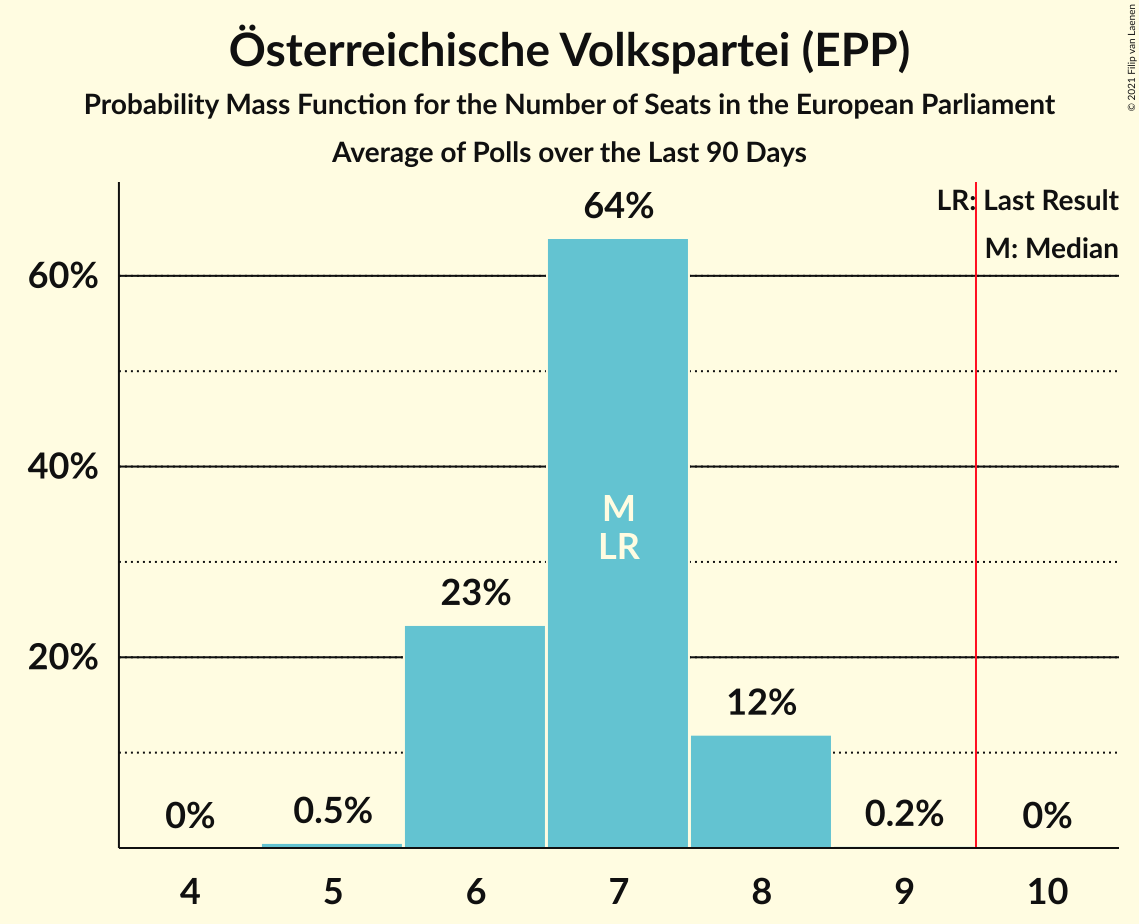 Österreichische Volkspartei (EPP)
Probability Mass Function for the Number of Seats in the European Parliament
Average of Polls over the Last 90 Days
© 2021 Filip van Laenen
LR: Last Result
M: Median
60%
40%
20%
0%
0.5%
23%
64%
M
LR
12%
0.2%
0%
4
5
6
7
8
9
10